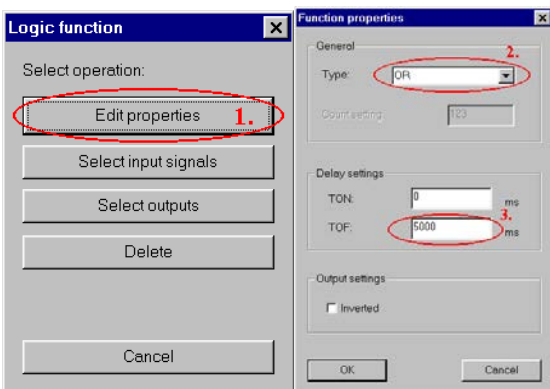 Logic function
Select operation:
Edit properties
1.
Select input signals
Select outputs
Delete
Cancel
Function properties
General
2.
Type:
OR
Count setting:
123
Delay settings
TON:
0
ms
3.
TOF:
5000
ms
Output settings
Inverted
OK
Cancel